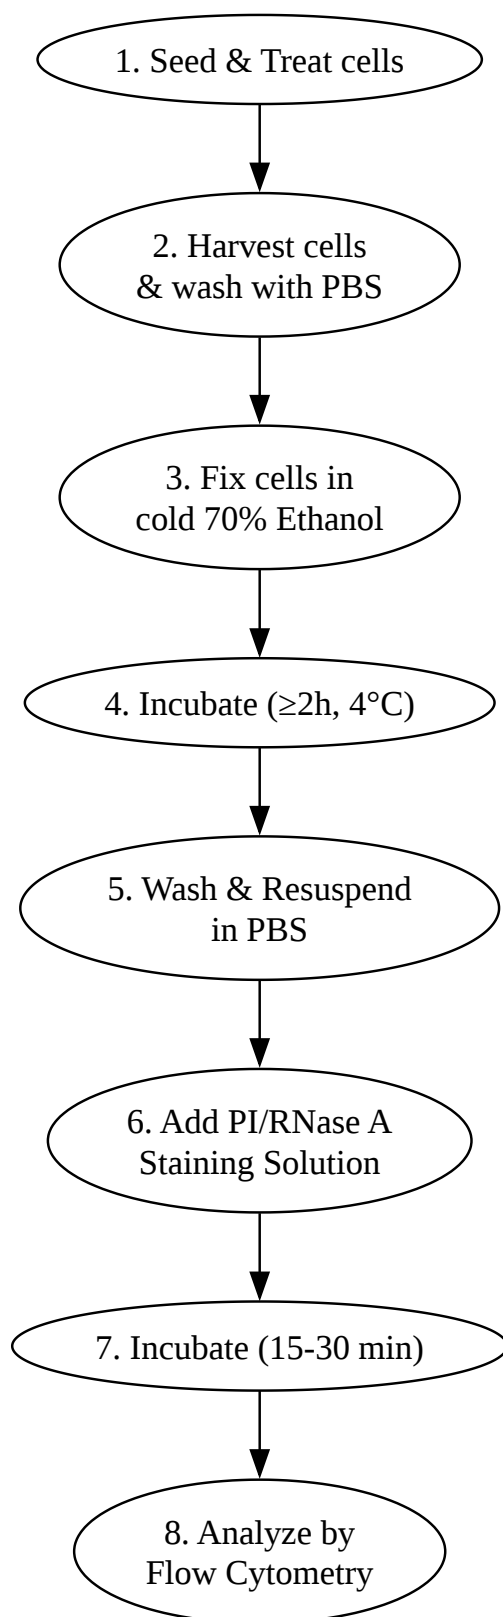 1. Seed & Treat cells
2. Harvest cells
& wash with PBS
3. Fix cells in
cold 70% Ethanol
4. Incubate (≥2h, 4°C)
5. Wash & Resuspend
in PBS
6. Add PI/RNase A
Staining Solution
7. Incubate (15-30 min)
8. Analyze by
Flow Cytometry